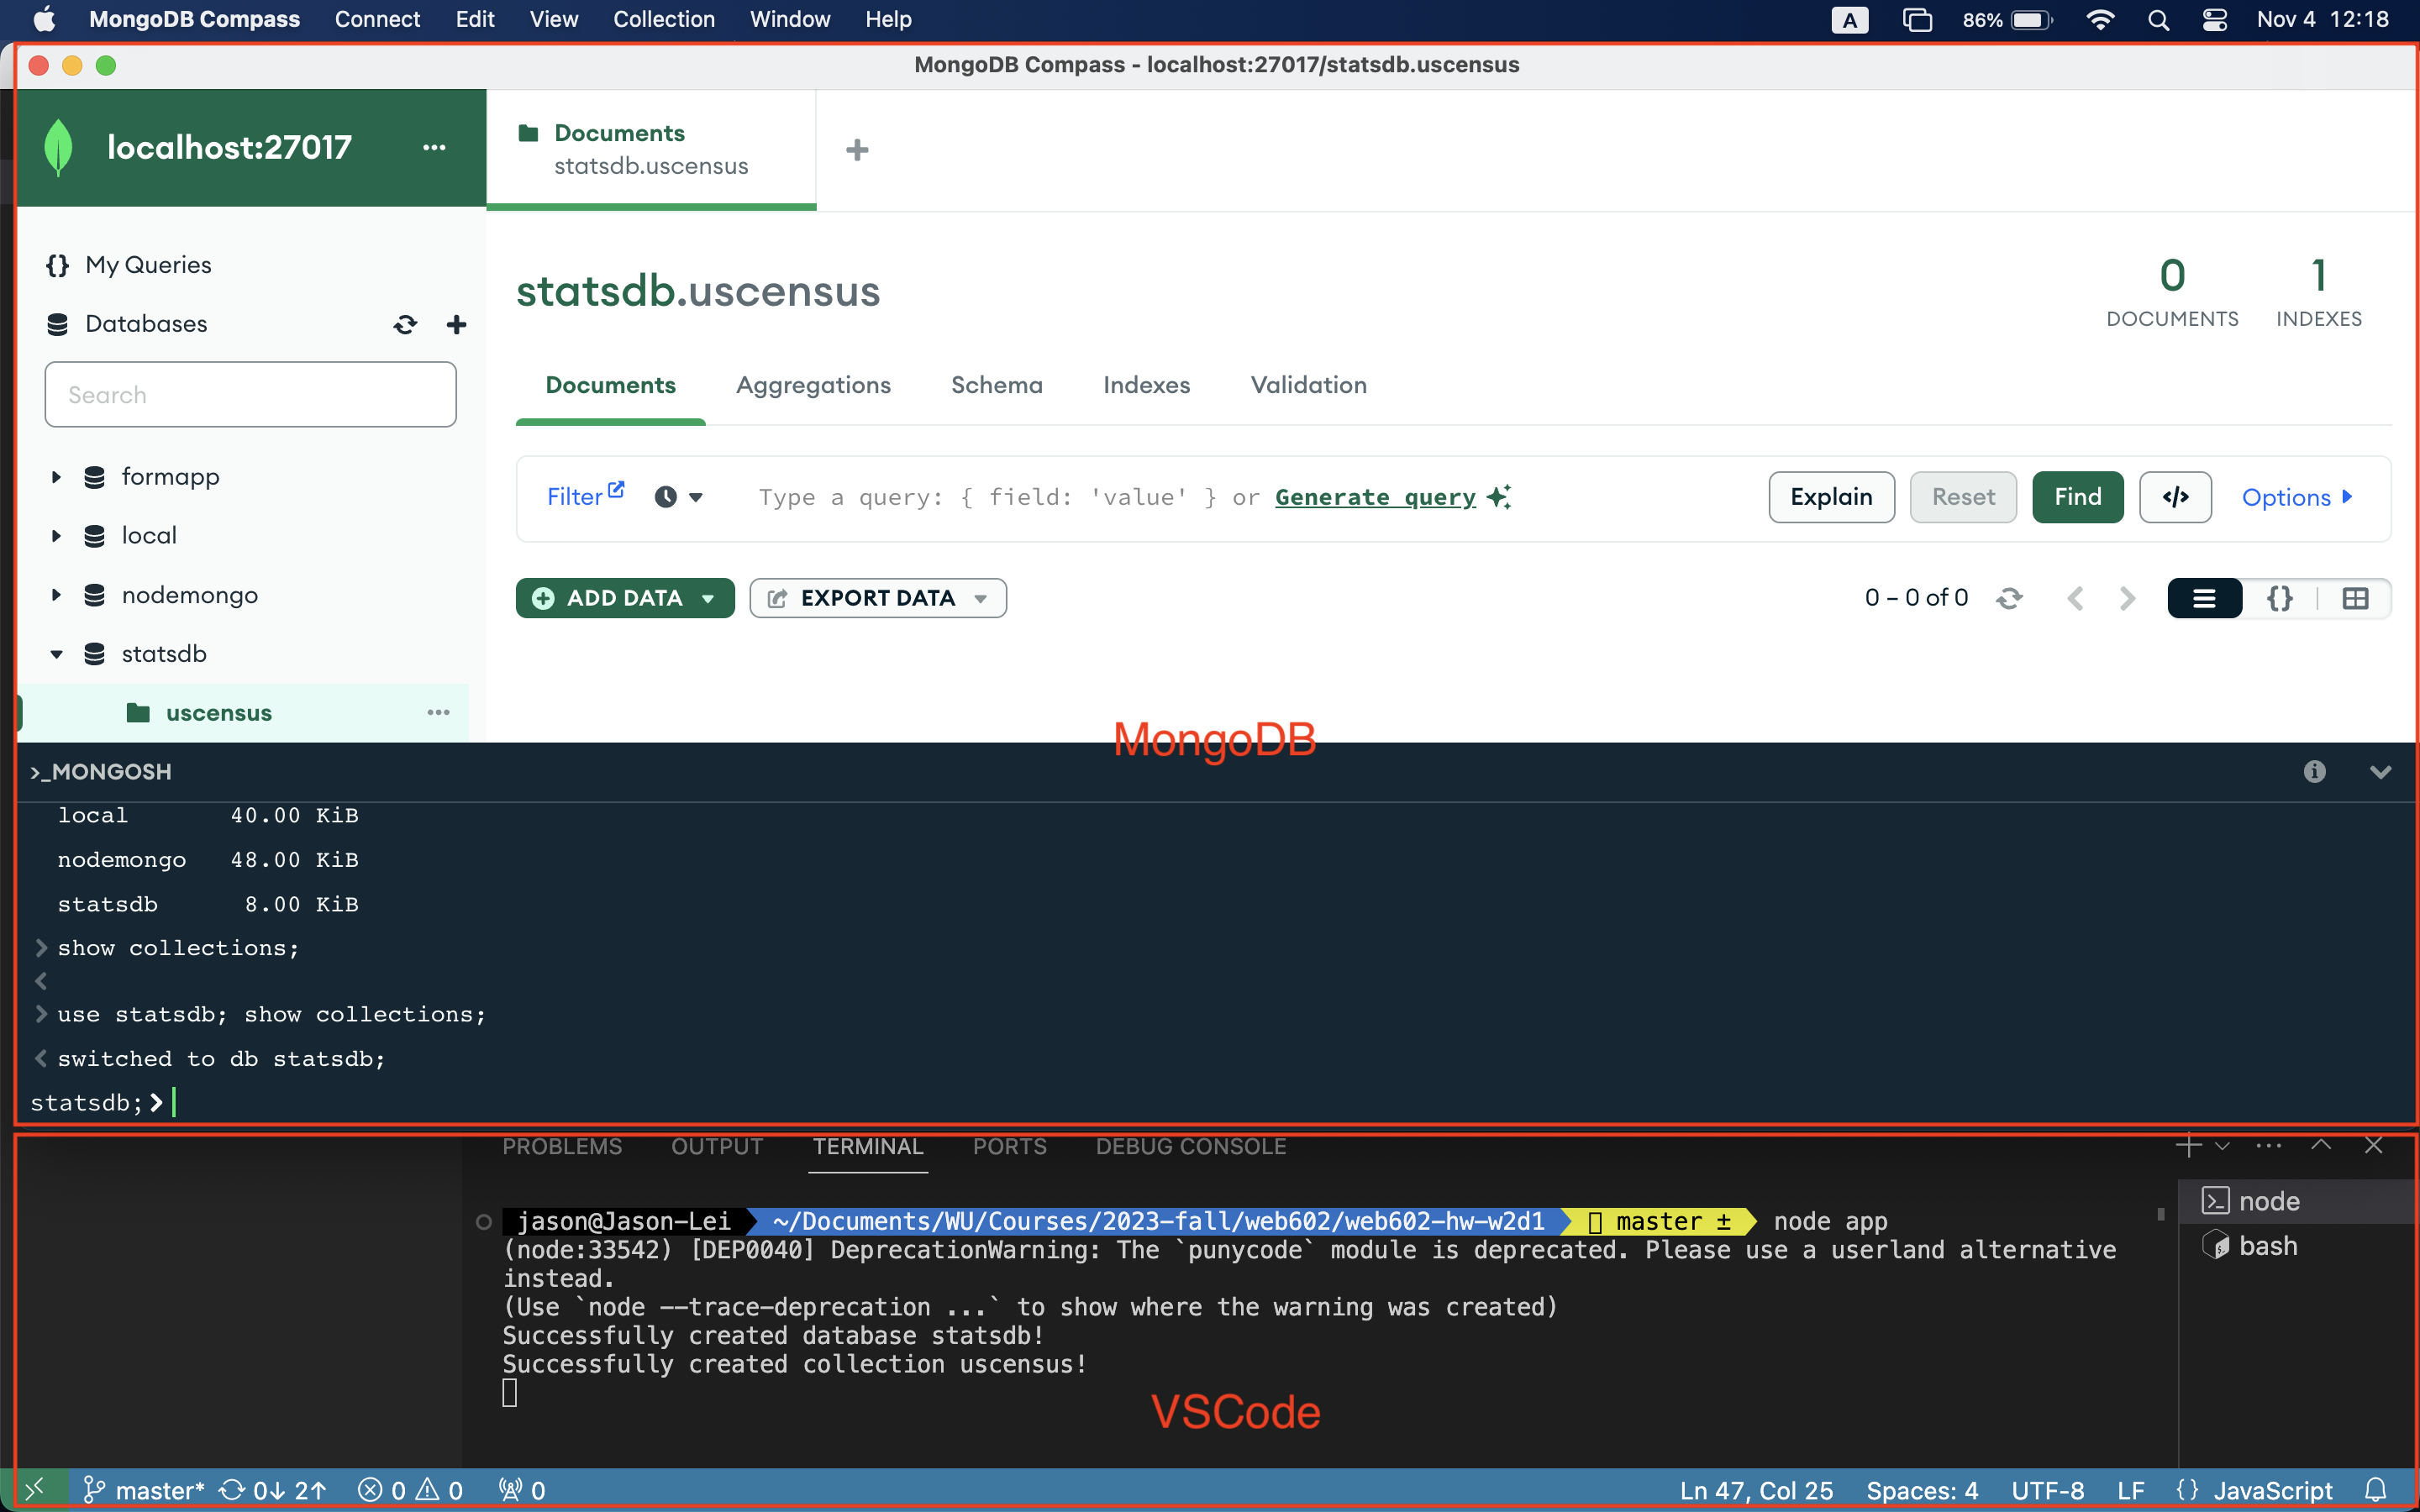 MongoDB Compass Connect Edit View Collection Window Help A 86% Nov 4 12:18
MongoDB Compass - localhost:27017/statsdb.uscensus
localhost:27017 ...
Documents
statsdb.uscensus
+
{} My Queries
Databases
Search
formapp
local
nodemongo
statsdb
uscensus ...
statsdb.uscensus
0
DOCUMENTS
1
INDEXES
Documents Aggregations Schema Indexes Validation
Filter Type a query: { field: 'value' } or Generate query Explain Reset Find </> Options
ADD DATA EXPORT DATA 0 – 0 of 0 {}
MongoDB
>_MONGOSH
local 40.00 KiB
nodemongo 48.00 KiB
statsdb 8.00 KiB
> show collections;
<
> use statsdb; show collections;
< switched to db statsdb;
statsdb;>
PROBLEMS OUTPUT TERMINAL PORTS DEBUG CONSOLE
jason@Jason-Lei ~/Documents/WU/Courses/2023-fall/web602/web602-hw-w2d1 master ± node app
(node:33542) [DEP0040] DeprecationWarning: The `punycode` module is deprecated. Please use a userland alternative
instead.
(Use `node --trace-deprecation ...` to show where the warning was created)
Successfully created database statsdb!
Successfully created collection uscensus!
node
bash
VSCode
master* 0↓ 2↑ 0 0 0 Ln 47, Col 25 Spaces: 4 UTF-8 LF {} JavaScript